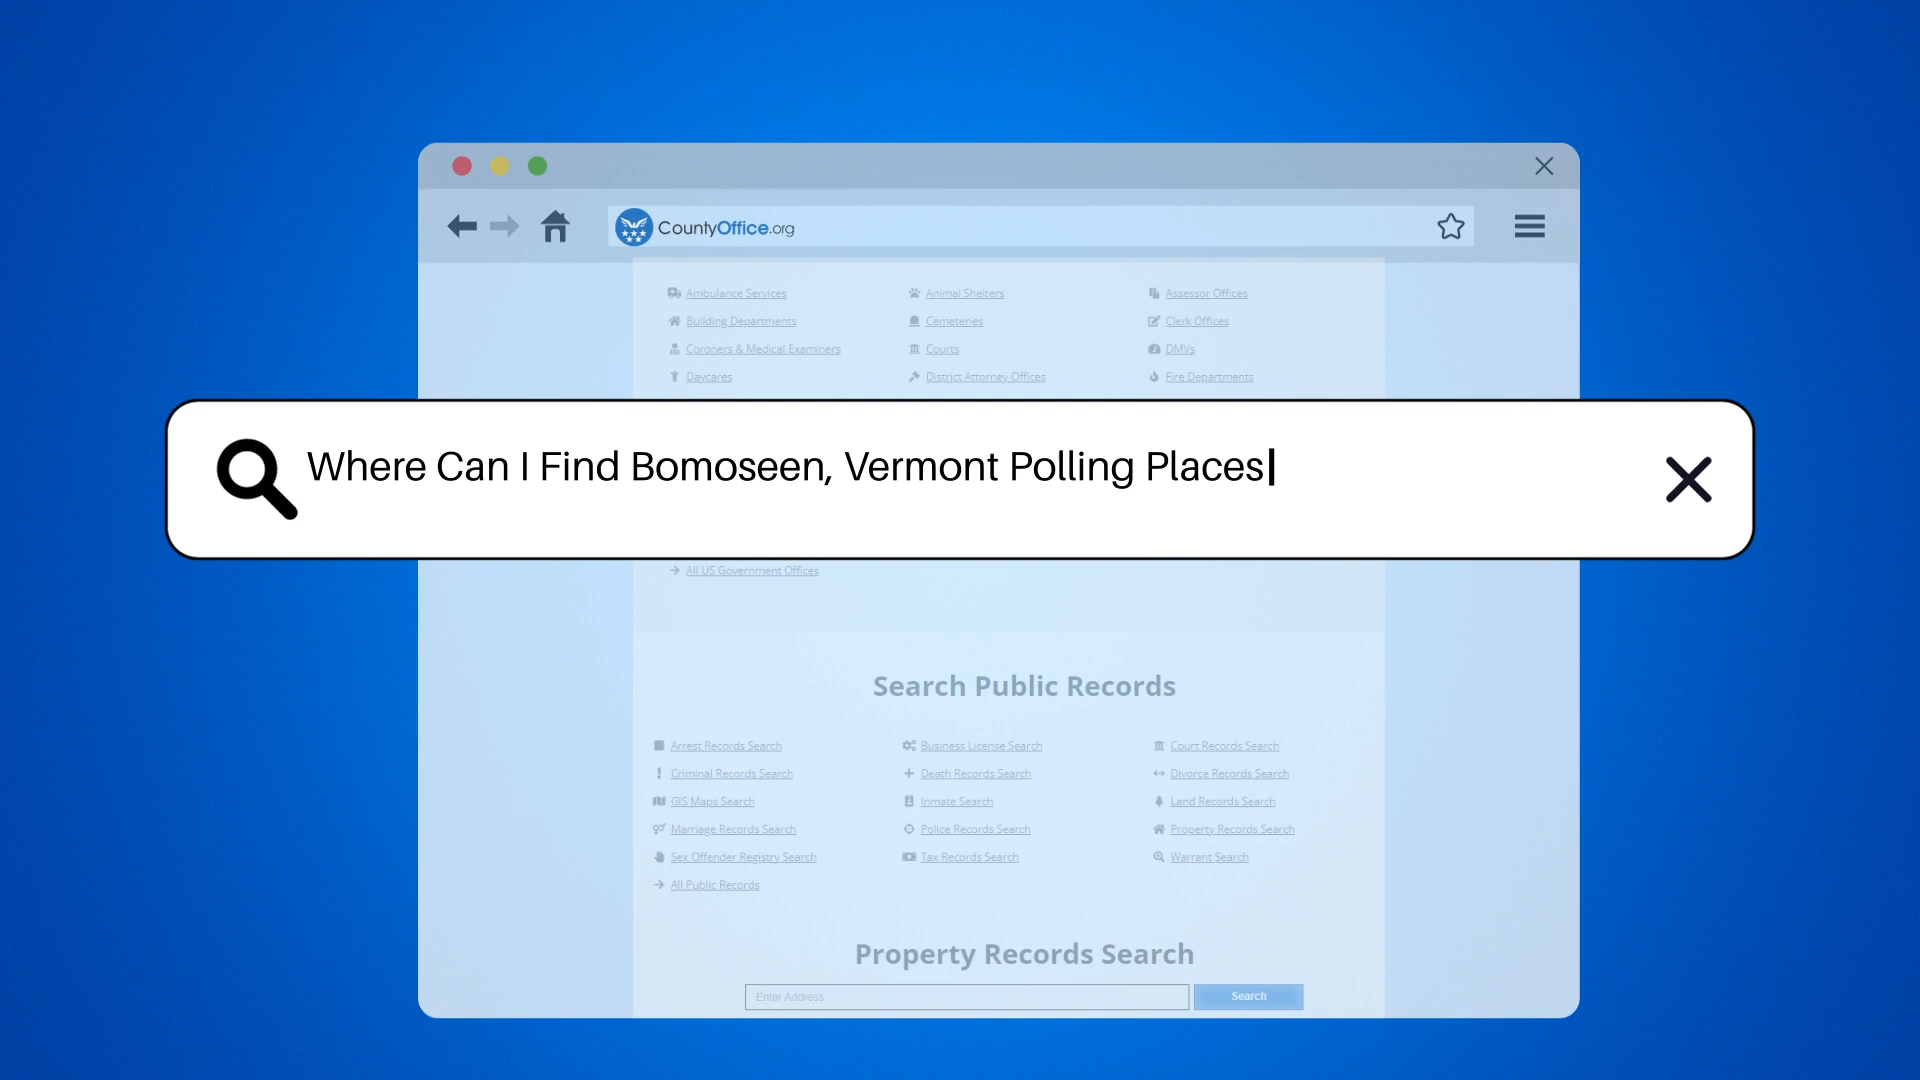 CountyOffice.org
Ambulance Services Animal Shelters Assessor Offices
Building Departments Cemeteries Clerk Offices
Coroners & Medical Examiners Courts DMVs
Daycares District Attorney Offices Fire Departments
Where Can I Find Bomoseen, Vermont Polling Places
All US Government Offices
Search Public Records
Arrest Records Search Business License Search Court Records Search
Criminal Records Search Death Records Search Divorce Records Search
GIS Maps Search Inmate Search Land Records Search
Marriage Records Search Police Records Search Property Records Search
Sex Offender Registry Search Tax Records Search Warrant Search
All Public Records
Property Records Search
Enter Address Search